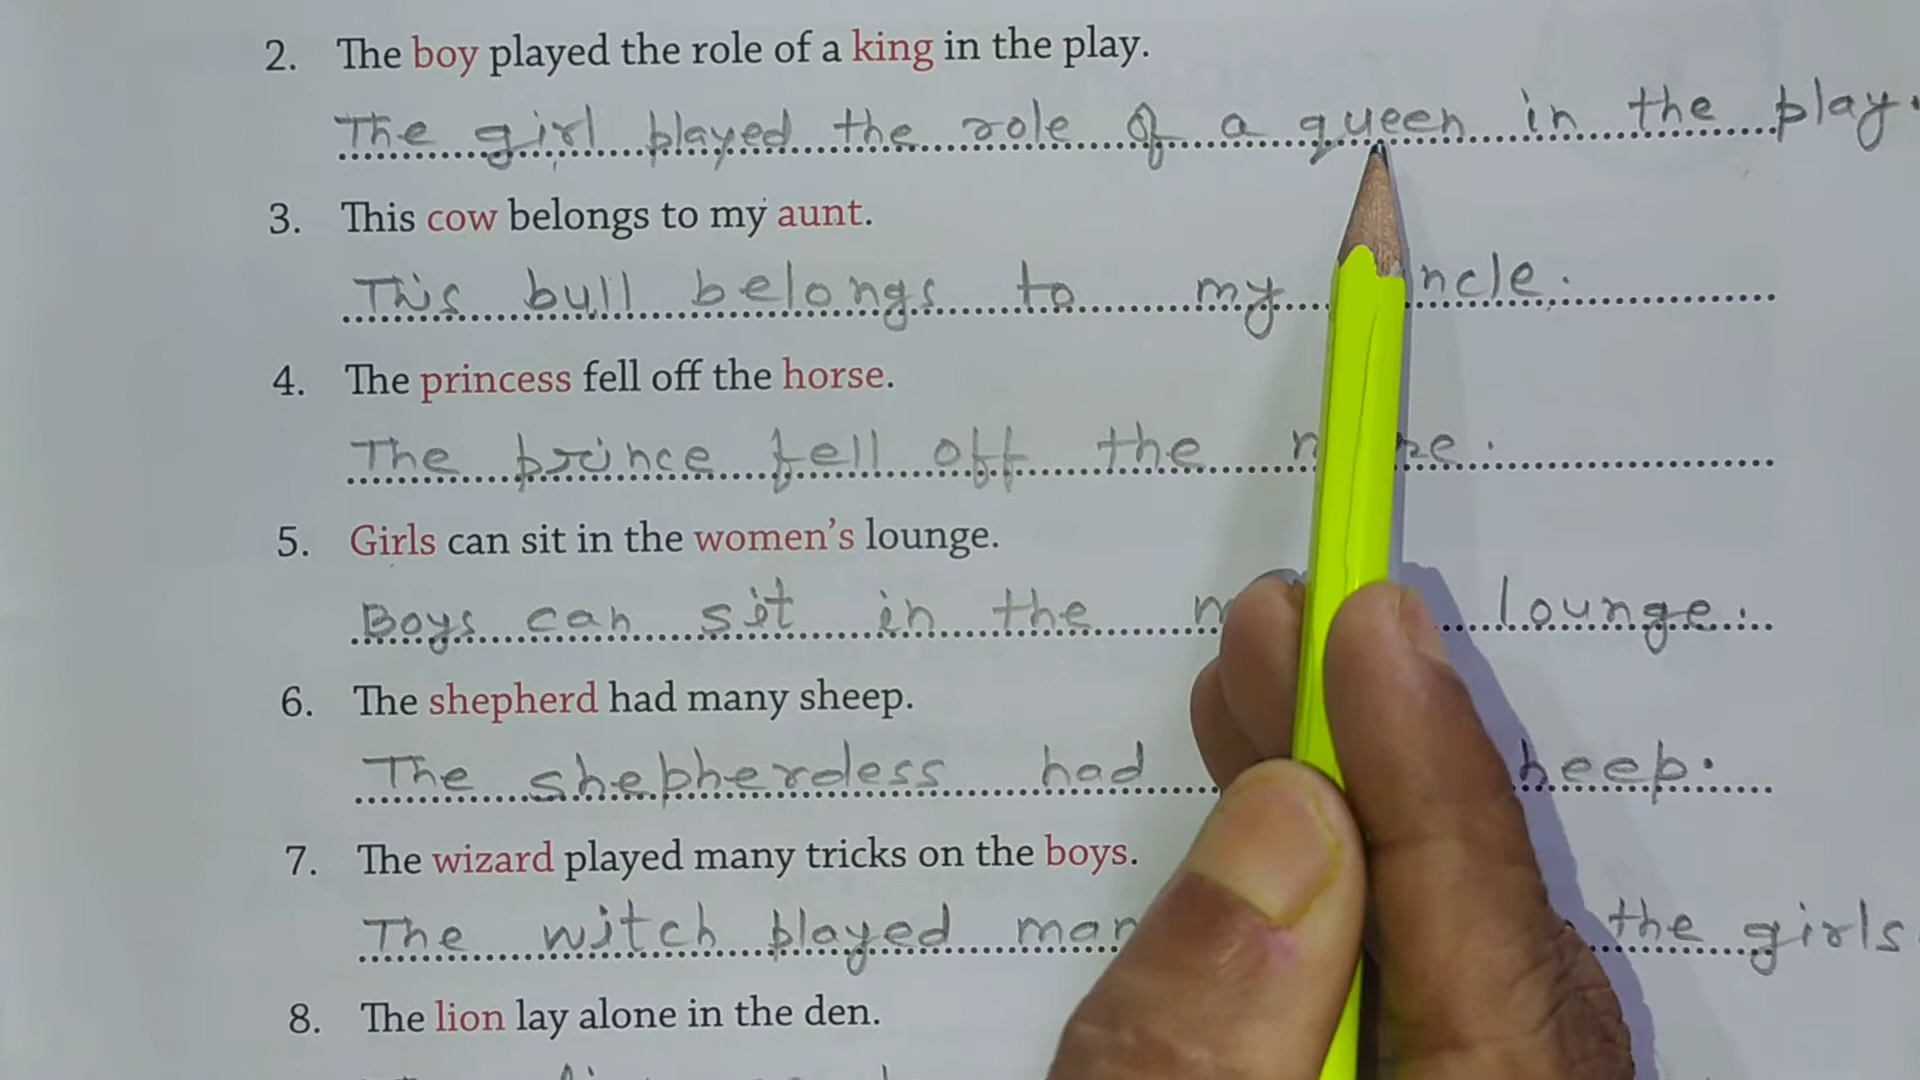 2. The boy played the role of a king in the play.
The girl played the role of a queen in the play.
3. This cow belongs to my aunt.
This bull belongs to my ncle.
4. The princess fell off the horse.
The prince fell off the
5. Girls can sit in the women's lounge.
Boys can sit in the lounge.
6. The shepherd had many sheep.
The shepherdess had heep.
7. The wizard played many tricks on the boys.
The witch played man the girls
8. The lion lay alone in the den.